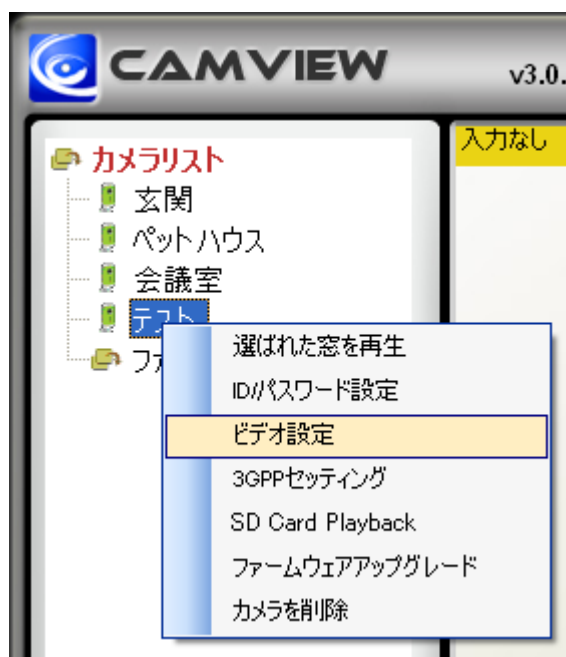 CAMVIEW
v3.0.
カメラリスト
入力なし
玄関
ペットハウス
会議室
テスト
ファ
選ばれた窓を再生
ID/パスワード設定
ビデオ設定
3GPPセッティング
SD Card Playback
ファームウェアアップグレード
カメラを削除